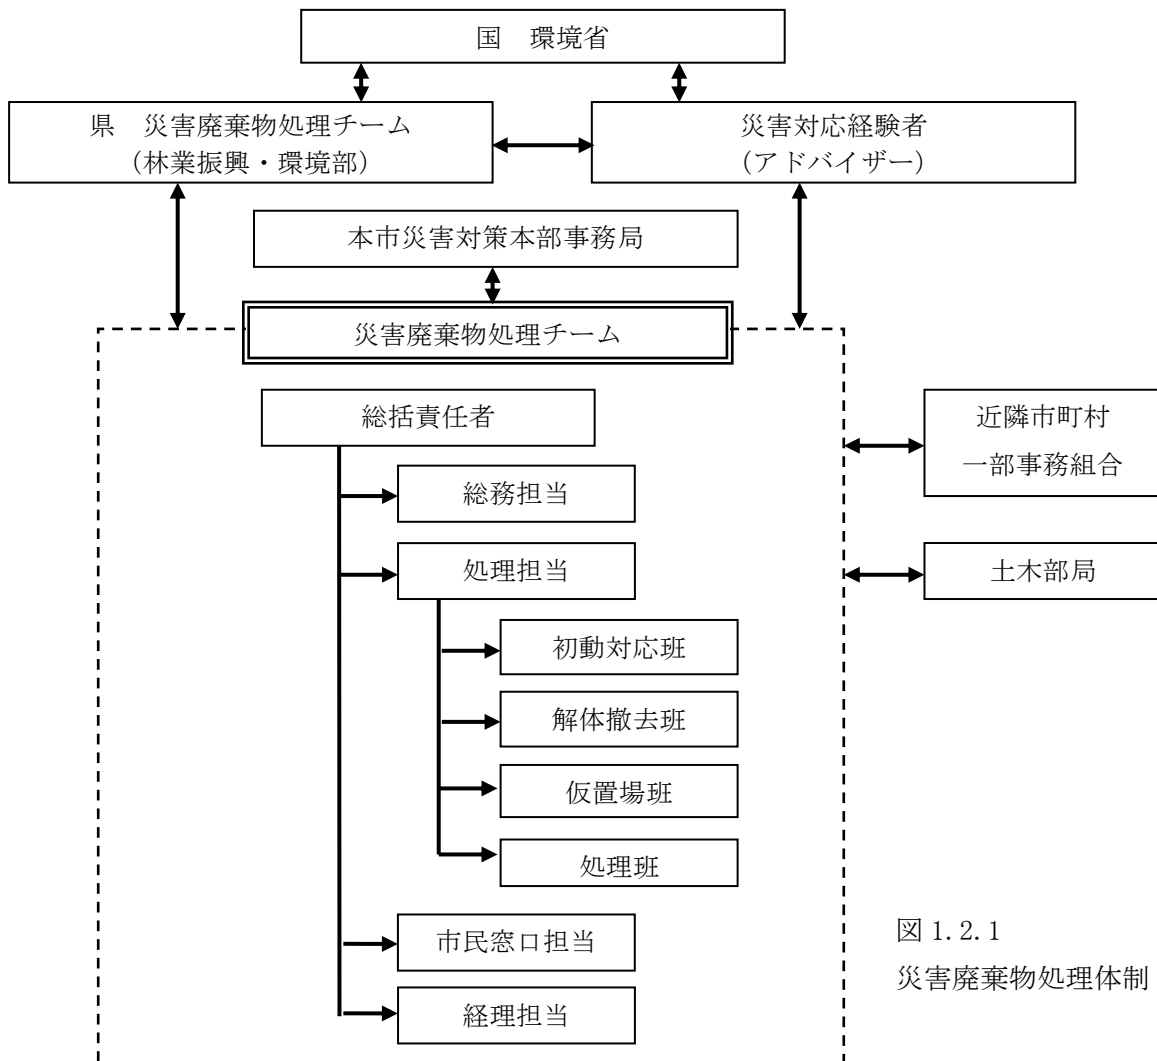 国　環境省
県　災害廃棄物処理チーム
（林業振興・環境部）
災害対応経験者
（アドバイザー）
本市災害対策本部事務局
災害廃棄物処理チーム
総括責任者
近隣市町村
一部事務組合
総務担当
処理担当
土木部局
初動対応班
解体撤去班
仮置場班
処理班
市民窓口担当
経理担当
図 1.2.1
災害廃棄物処理体制